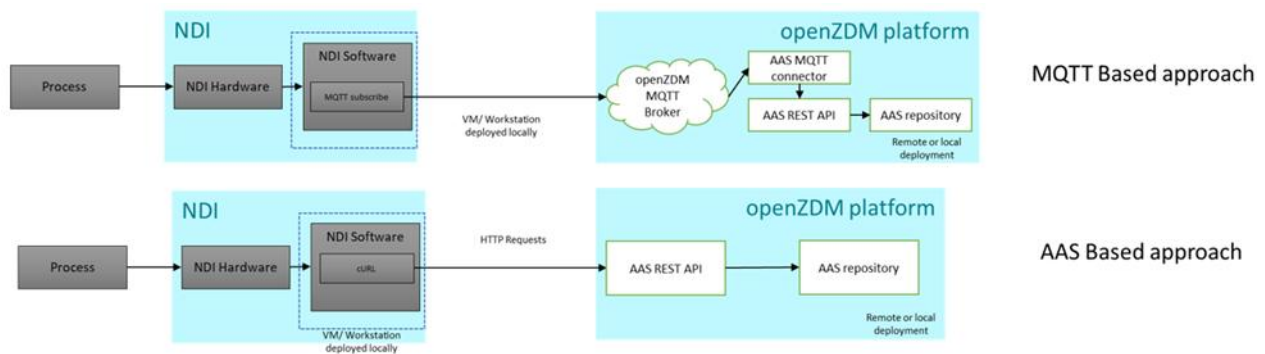 NDI
openZDM platform
Process
NDI Hardware
NDI Software
MQTT subscribe
VM/ Workstation
deployed locally
openZDM
MQTT
Broker
AAS MQTT
connector
AAS REST API
AAS repository
Remote or local
deployment
MQTT Based approach
NDI
openZDM platform
Process
NDI Hardware
NDI Software
cURL
VM/ Workstation
deployed locally
HTTP Requests
AAS REST API
AAS repository
Remote or local
deployment
AAS Based approach